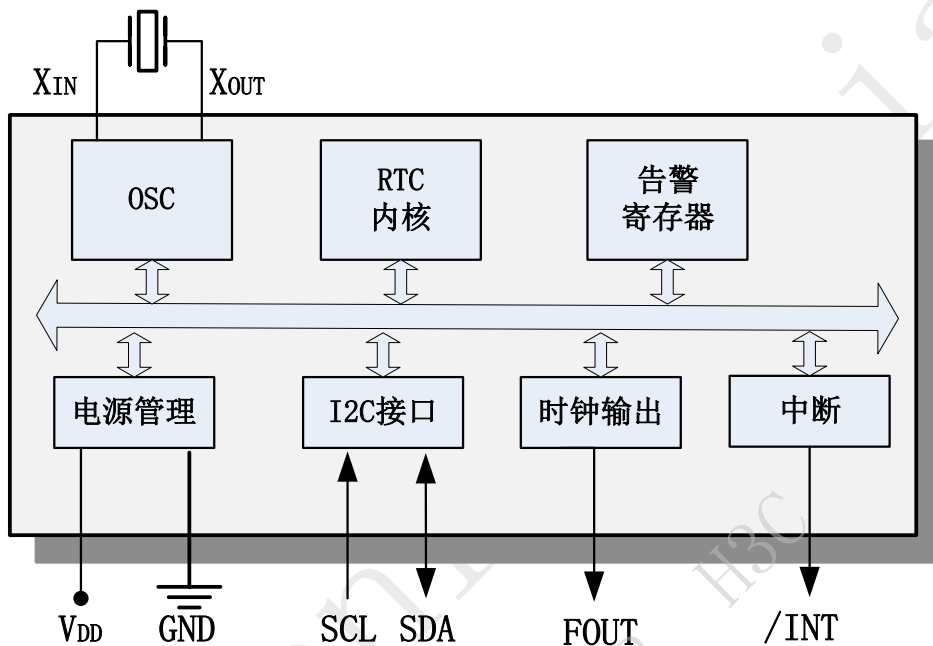 XIN
XOUT
OSC
RTC
内核
告警
寄存器
电源管理
I2C接口
时钟输出
中断
VDD
GND
SCL
SDA
FOUT
/INT
H3C